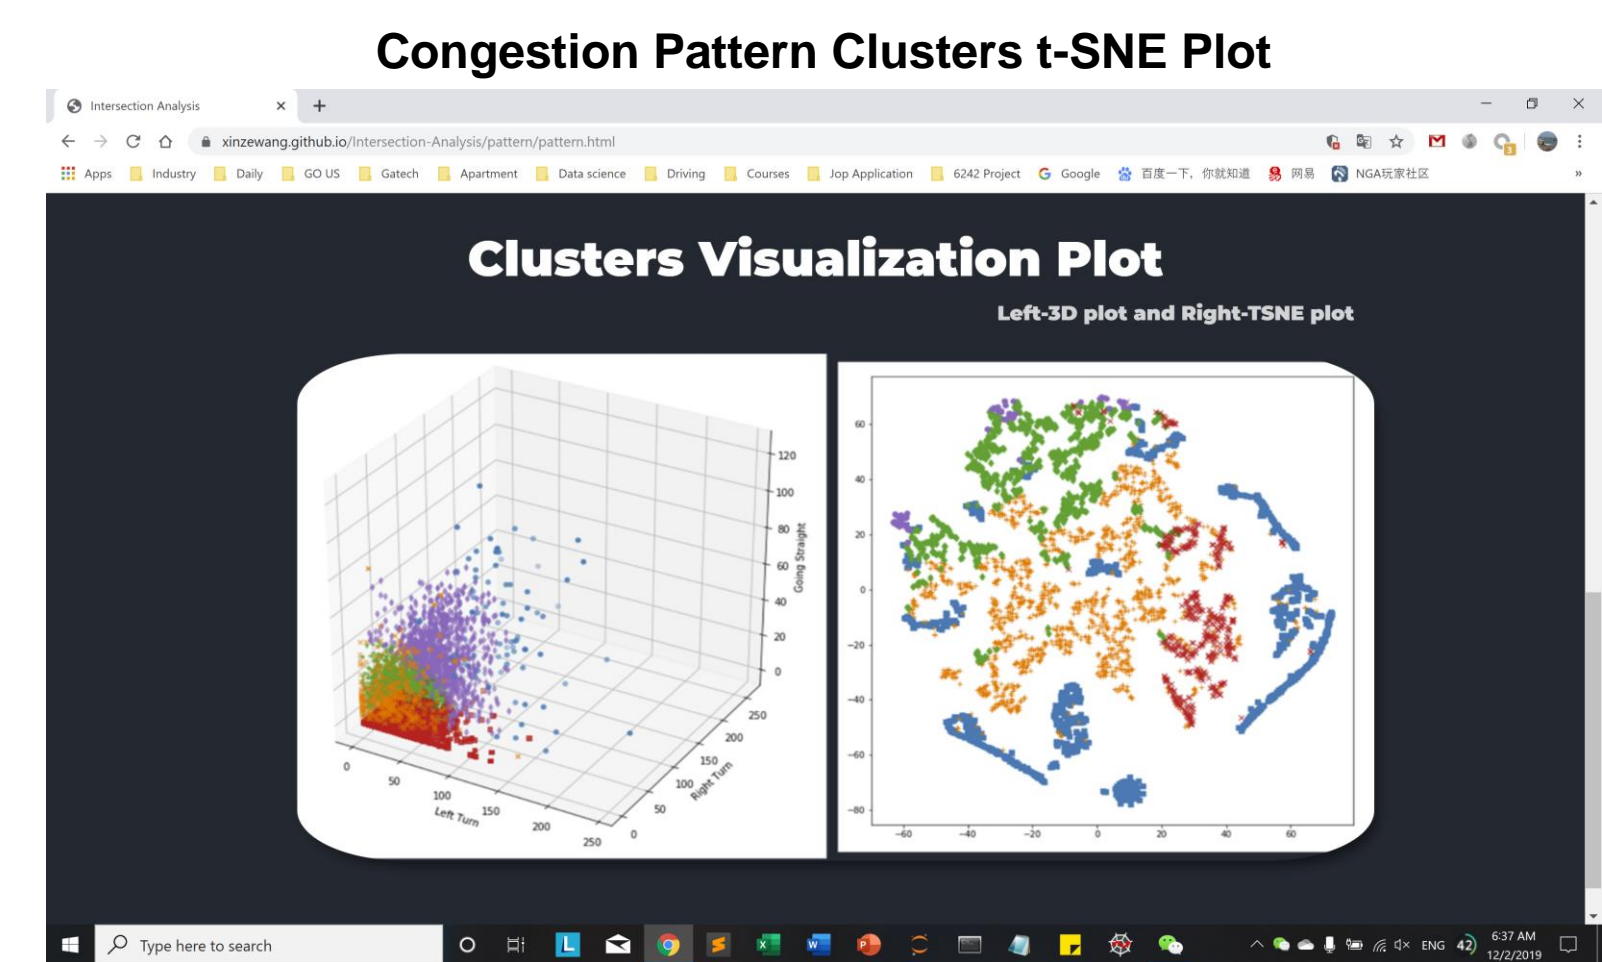 Congestion Pattern Clusters t-SNE Plot
Intersection Analysis
xinzewang.github.io/Intersection-Analysis/pattern/pattern.html
3
Apps Industry Daily GO US Gatech Apartment Data science Driving Courses Jop Application 6242 Project Google 百度一下，你就知道 网易 NGA玩家社区 »
Clusters Visualization Plot
Left-3D plot and Right-TSNE plot
120
100
80
60
40
20
0
Going Straight
250
200
150
100
50
0
Right Turn
0
50
100
150
200
250
Left Turn
60
40
20
0
−20
−40
−60
−80
−60 −40 −20 0 20 40 60
Type here to search
ENG 42 6:37 AM
12/2/2019